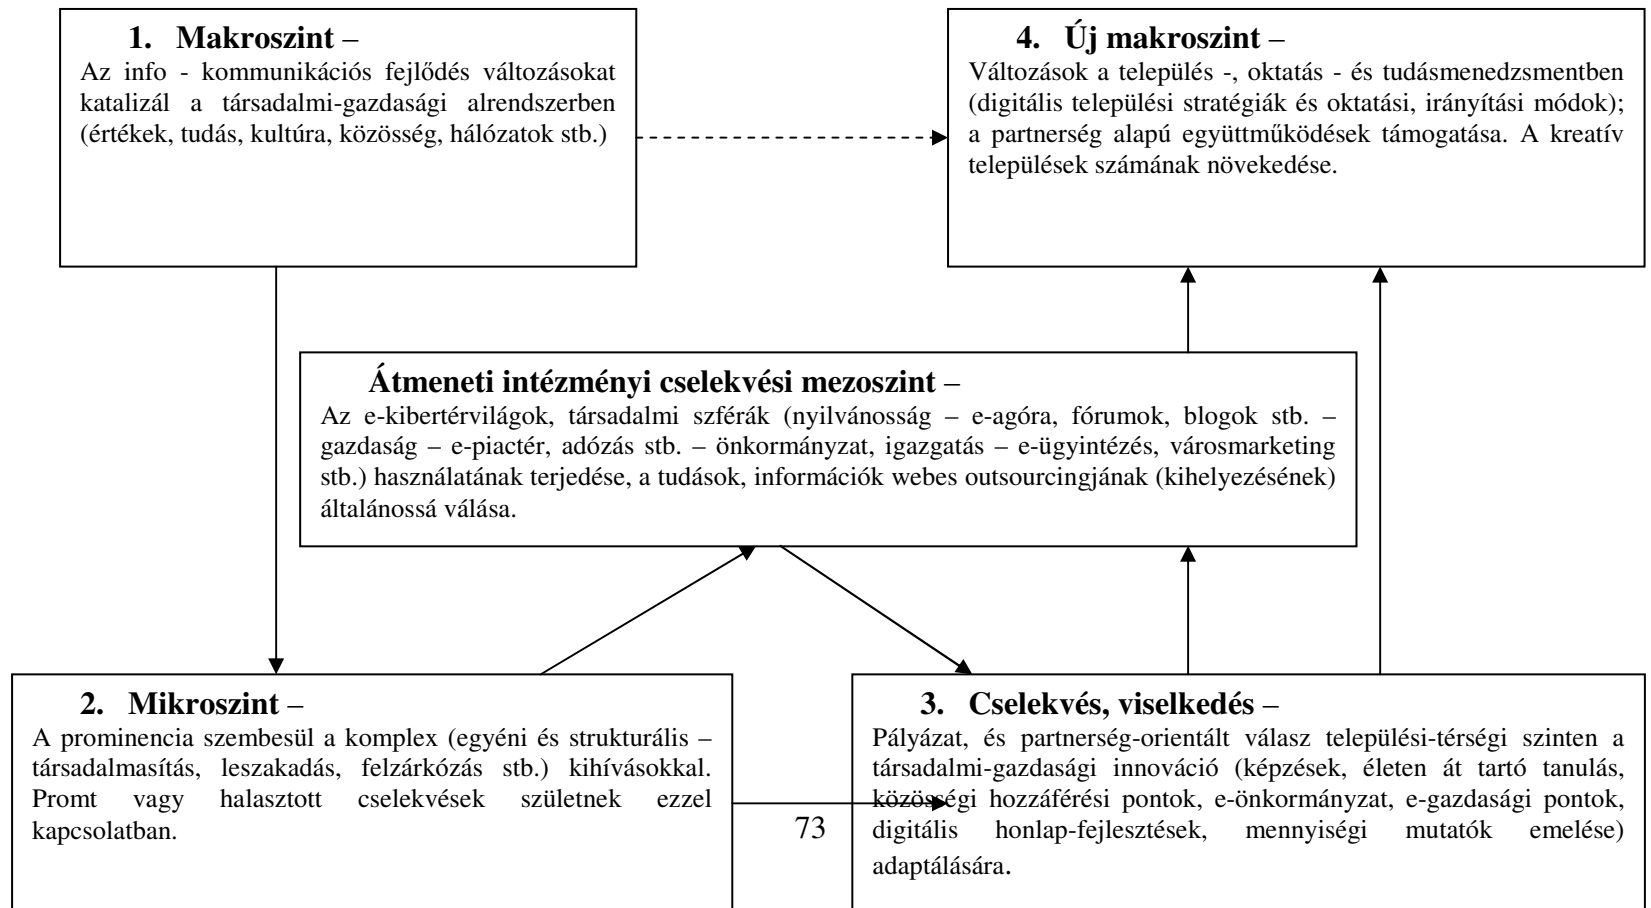 1. Makroszint –
Az info - kommunikációs fejlődés változásokat
katalizál a társadalmi-gazdasági alrendszerben
(értékek, tudás, kultúra, közösség, hálózatok stb.)
4. Új makroszint –
Változások a település -, oktatás - és tudásmenedzsmentben
(digitális települési stratégiák és oktatási, irányítási módok);
a partnerség alapú együttműködések támogatása. A kreatív
települések számának növekedése.
Átmeneti intézményi cselekvési mezoszint –
Az e-kibertérvilágok, társadalmi szférák (nyilvánosság – e-agóra, fórumok, blogok stb. –
gazdaság – e-piactér, adózás stb. – önkormányzat, igazgatás – e-ügyintézés, városmarketing
stb.) használatának terjedése, a tudások, információk webes outsourcingjának (kihelyezésének)
általánossá válása.
2. Mikroszint –
A prominencia szembesül a komplex (egyéni és strukturális –
társadalmasítás, leszakadás, felzárkózás stb.) kihívásokkal.
Promt vagy halasztott cselekvések születnek ezzel
kapcsolatban.
3. Cselekvés, viselkedés –
Pályázat, és partnerség-orientált válasz települési-térségi szinten a
társadalmi-gazdasági innováció (képzések, életen át tartó tanulás,
közösségi hozzáférési pontok, e-önkormányzat, e-gazdasági pontok,
digitális honlap-fejlesztések, mennyiségi mutatók emelése)
adaptálására.
73